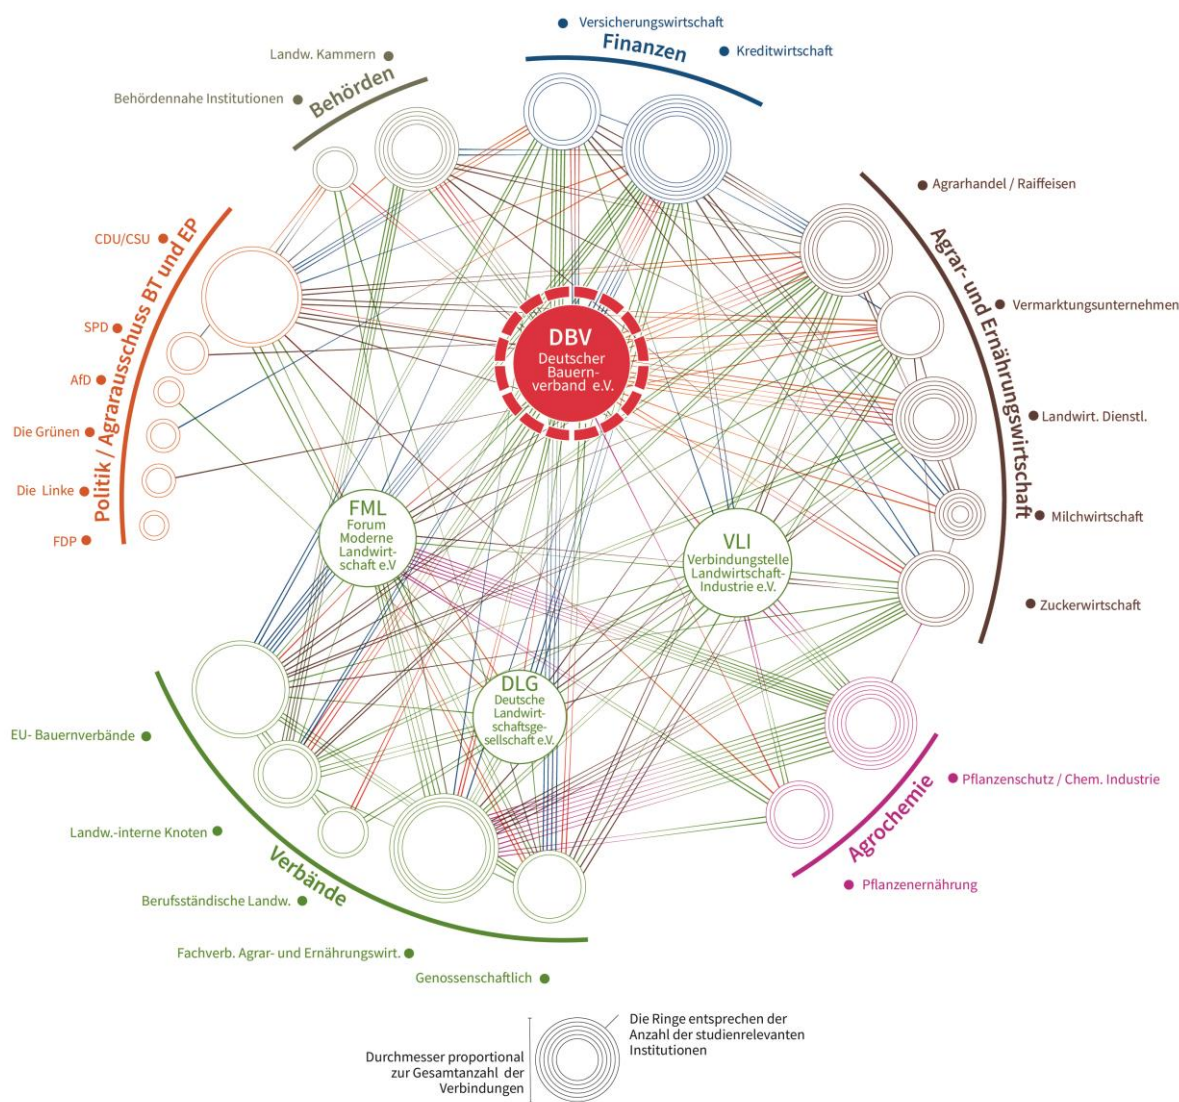 Versicherungswirtschaft
Finanzen
Kreditwirtschaft
Landw. Kammern
Behördennahe Institutionen
Behörden
Agrarhandel / Raiffeisen
Vermarktungsunternehmen
Landwirt. Dienstl.
Milchwirtschaft
Zuckerwirtschaft
Agrar- und Ernährungswirtschaft
CDU/CSU
SPD
AfD
Die Grünen
Die Linke
FDP
Politik / Agrarausschuss BT und EP
DBV
Deutscher
Bauern-
verband e.V.
FML
Forum
Moderne
Landwirt-
schaft e.V
VLI
Verbindungstelle
Landwirtschaft-
Industrie e.V.
DLG
Deutsche
Landwirt-
schaftsge-
sellschaft e.V.
EU- Bauernverbände
Landw.-interne Knoten
Berufsständische Landw.
Fachverb. Agrar- und Ernährungswirt.
Genossenschaftlich
Verbände
Pflanzenschutz / Chem. Industrie
Agrochemie
Pflanzenernährung
Durchmesser proportional
zur Gesamtanzahl der
Verbindungen
Die Ringe entsprechen der
Anzahl der studienrelevanten
Institutionen